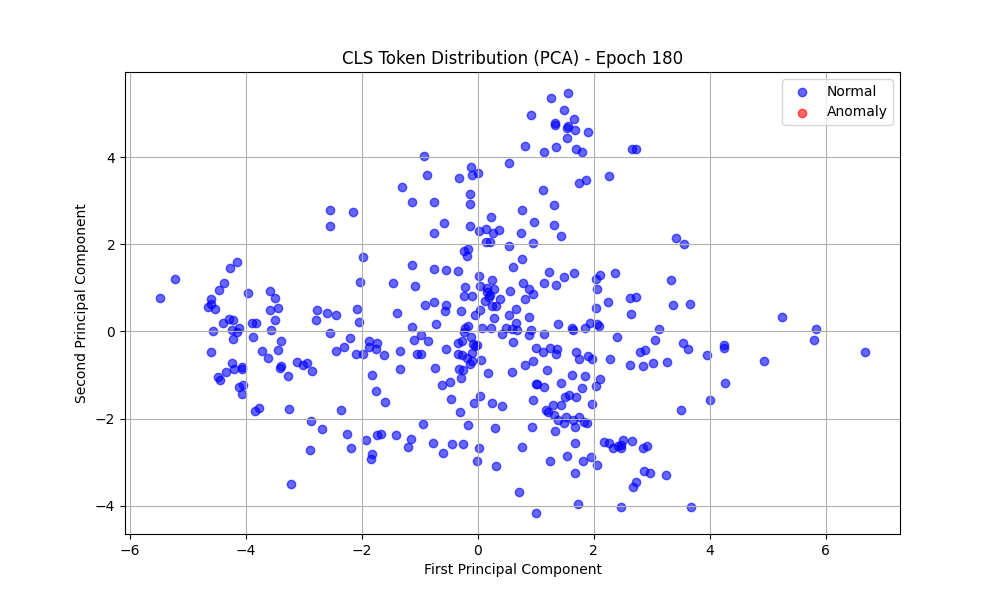 CLS Token Distribution (PCA) - Epoch 180
Normal
Anomaly
Second Principal Component
4
2
0
−2
−4
−6 −4 −2 0 2 4 6
First Principal Component